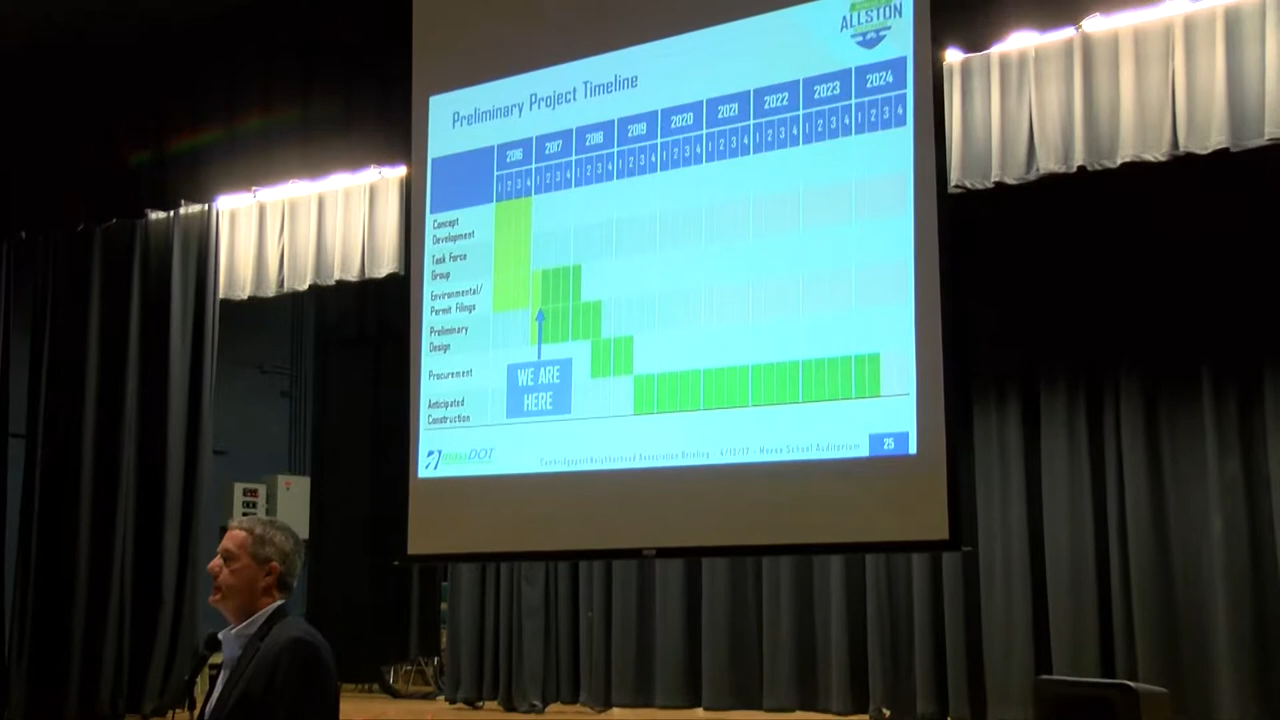 ALLSTON
Preliminary Project Timeline
2016 2017 2018 2019 2020 2021 2022 2023 2024
1 2 3 4 1 2 3 4 1 2 3 4 1 2 3 4 1 2 3 4 1 2 3 4 1 2 3 4 1 2 3 4 1 2 3 4
Concept
Development
Task Force
Group
Environmental/
Permit Filings
Preliminary
Design
Procurement
Anticipated
Construction
WE ARE
HERE
massDOT
Cambridgeport Neighborhood Association Briefing - 4/13/17 - Morse School Auditorium
25